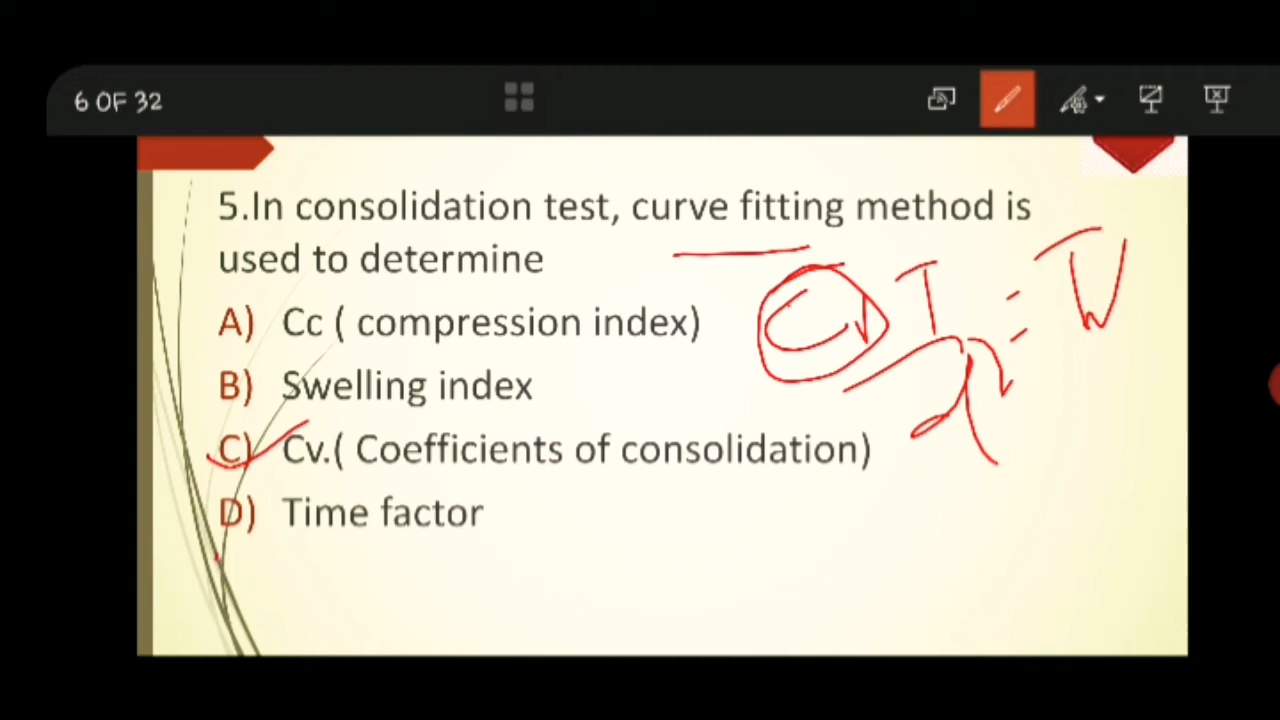 6 OF 32
5.In consolidation test, curve fitting method is
used to determine
A) Cc ( compression index)
B) Swelling index
C) Cv.( Coefficients of consolidation)
D) Time factor
Cv T